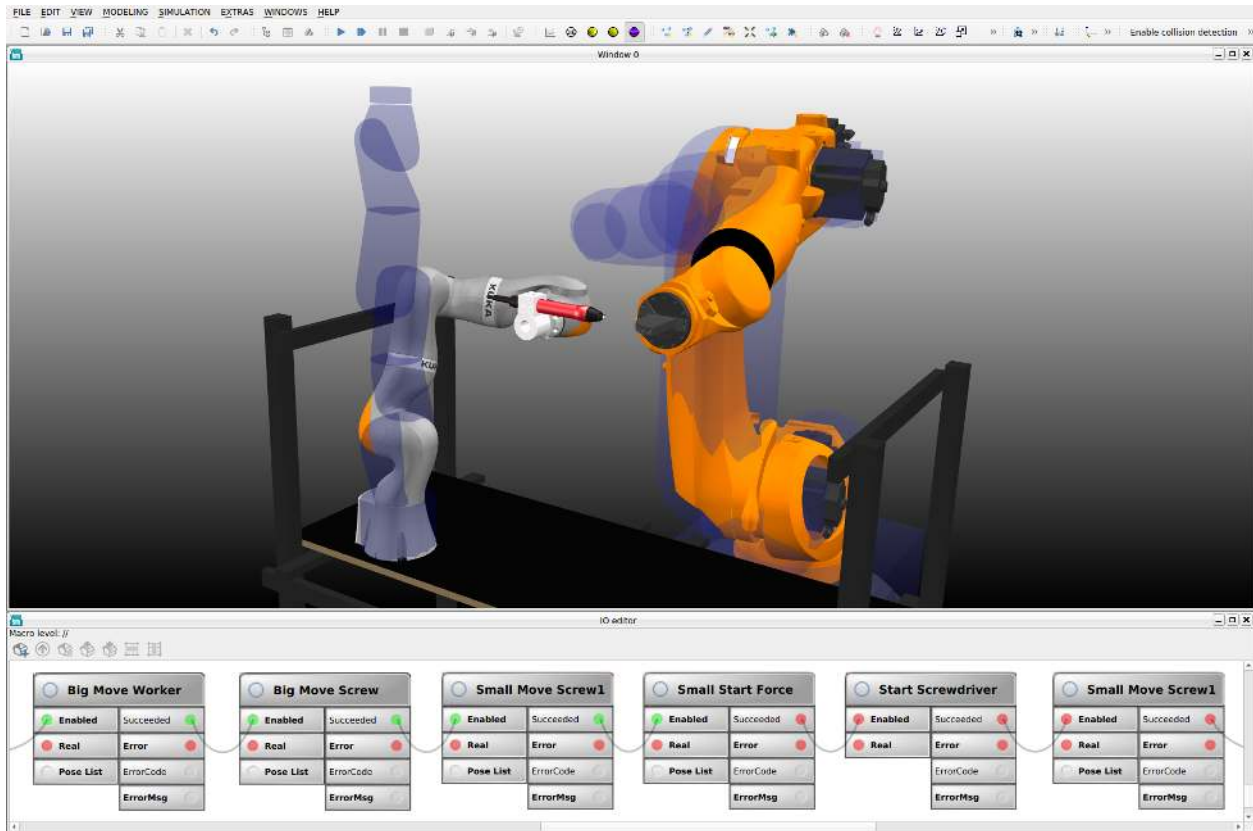 FILE EDIT VIEW MODELING SIMULATION EXTRAS WINDOWS HELP
Enable collision detection
Window 0
KUKA
KU
IO editor
Macro level: //
Big Move Worker
Enabled Succeeded
Real Error
Pose List ErrorCode
ErrorMsg
Big Move Screw
Enabled Succeeded
Real Error
Pose List ErrorCode
ErrorMsg
Small Move Screw1
Enabled Succeeded
Real Error
Pose List ErrorCode
ErrorMsg
Small Start Force
Enabled Succeeded
Real Error
Pose List ErrorCode
ErrorMsg
Start Screwdriver
Enabled Succeeded
Real Error
ErrorCode
ErrorMsg
Small Move Screw1
Enabled Succeeded
Real Error
Pose List ErrorCode
ErrorMsg